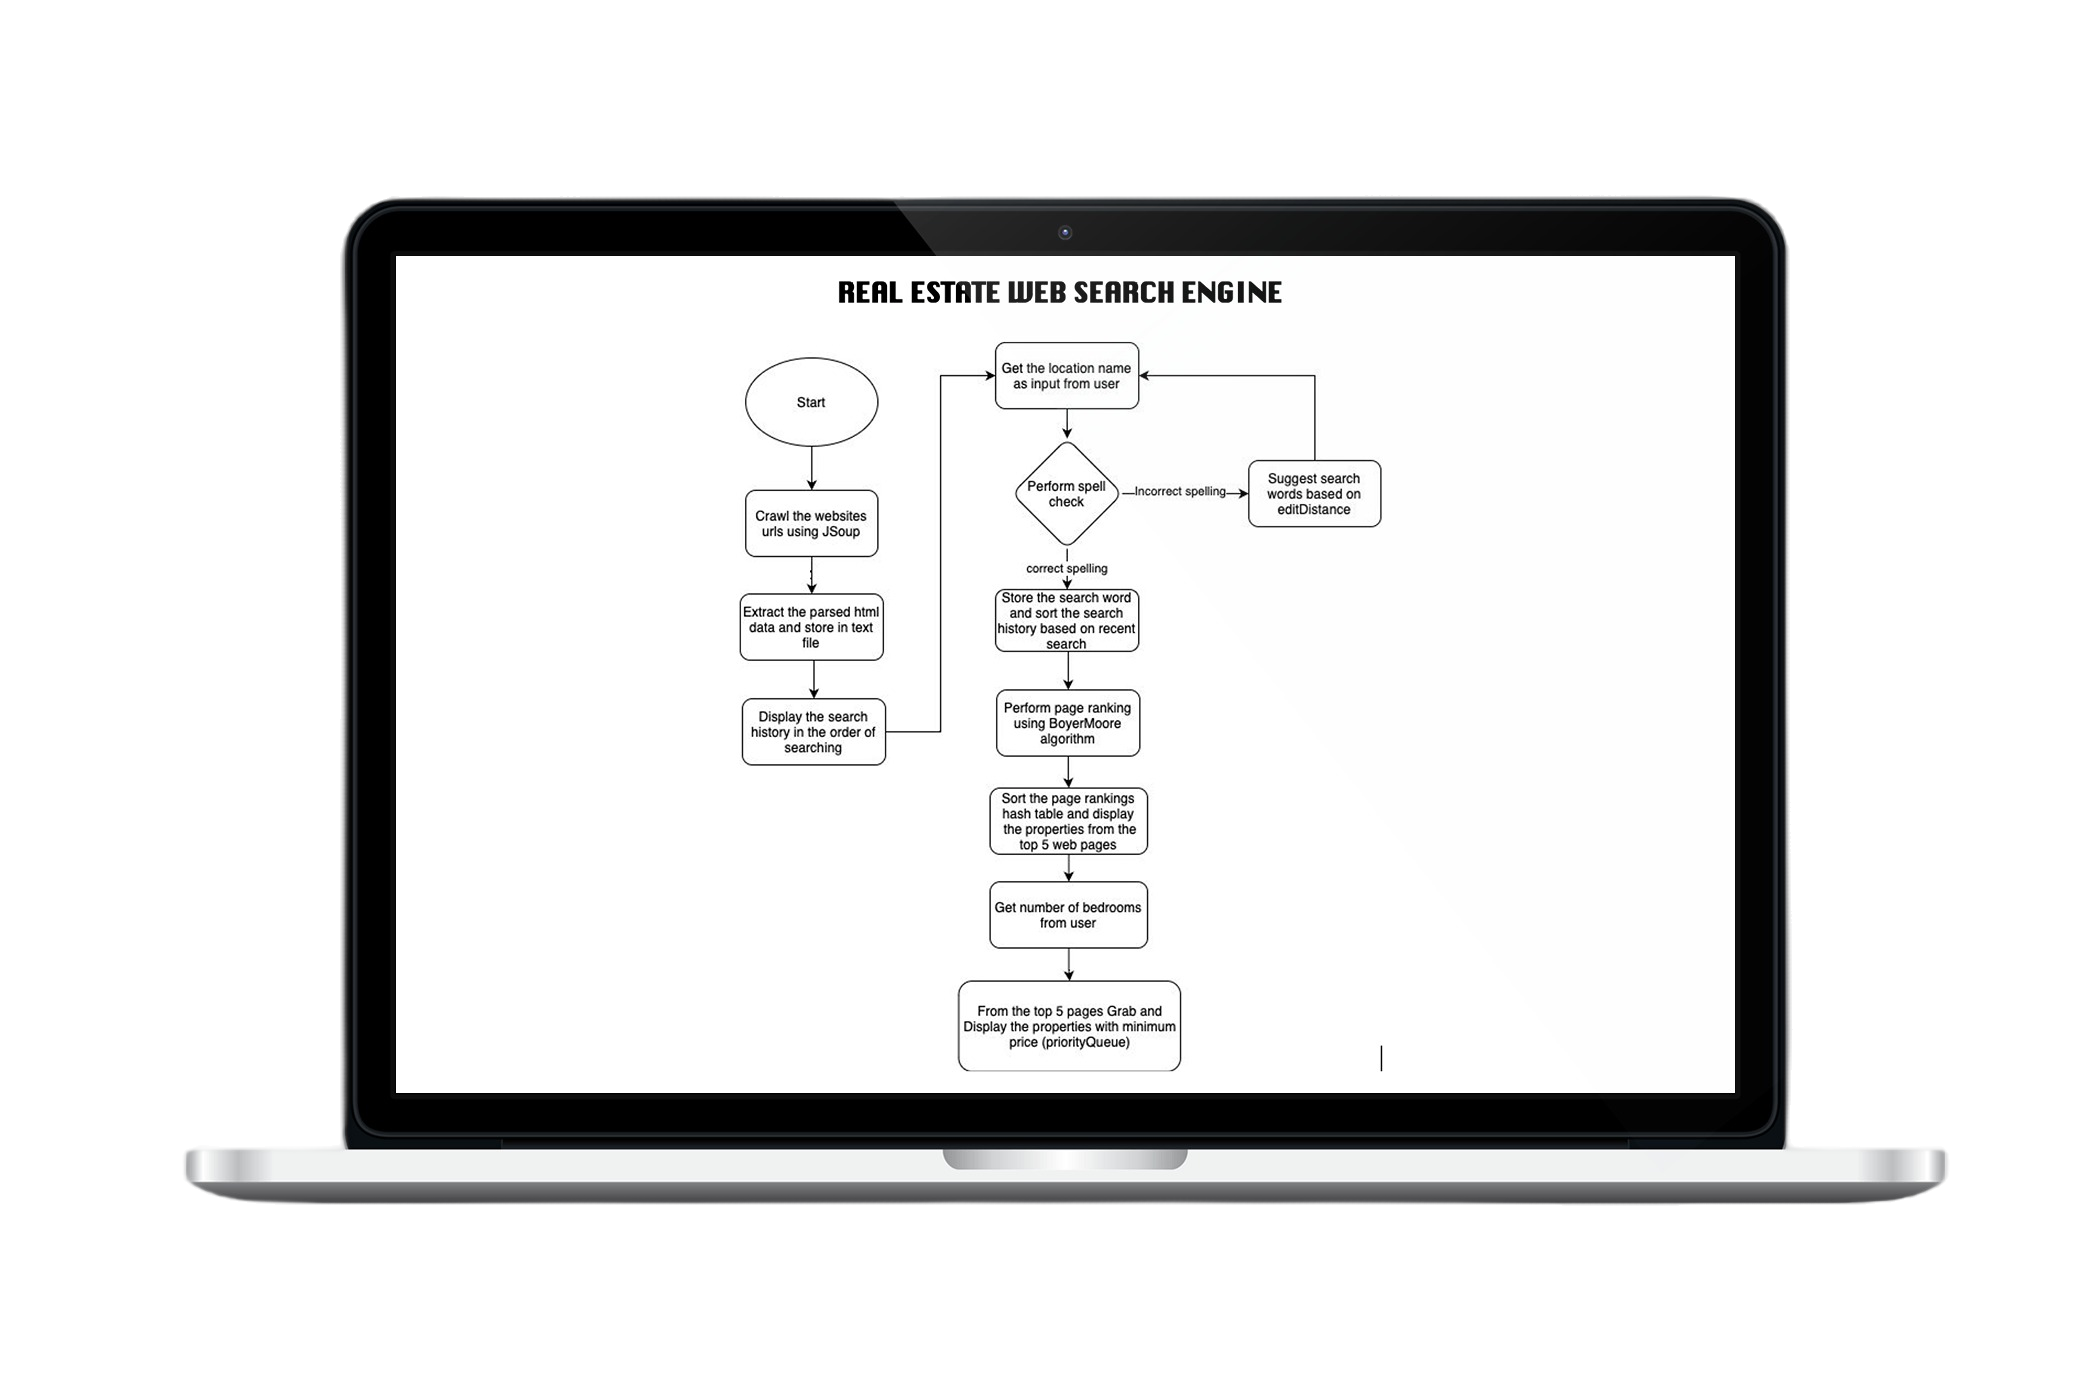 REAL ESTATE WEB SEARCH ENGINE
Start
Crawl the websites
urls using JSoup
Extract the parsed html
data and store in text
file
Display the search
history in the order of
searching
Get the location name
as input from user
Perform spell
check
Incorrect spelling
Suggest search
words based on
editDistance
correct spelling
Store the search word
and sort the search
history based on recent
search
Perform page ranking
using BoyerMoore
algorithm
Sort the page rankings
hash table and display
the properties from the
top 5 web pages
Get number of bedrooms
from user
From the top 5 pages Grab and
Display the properties with minimum
price (priorityQueue)